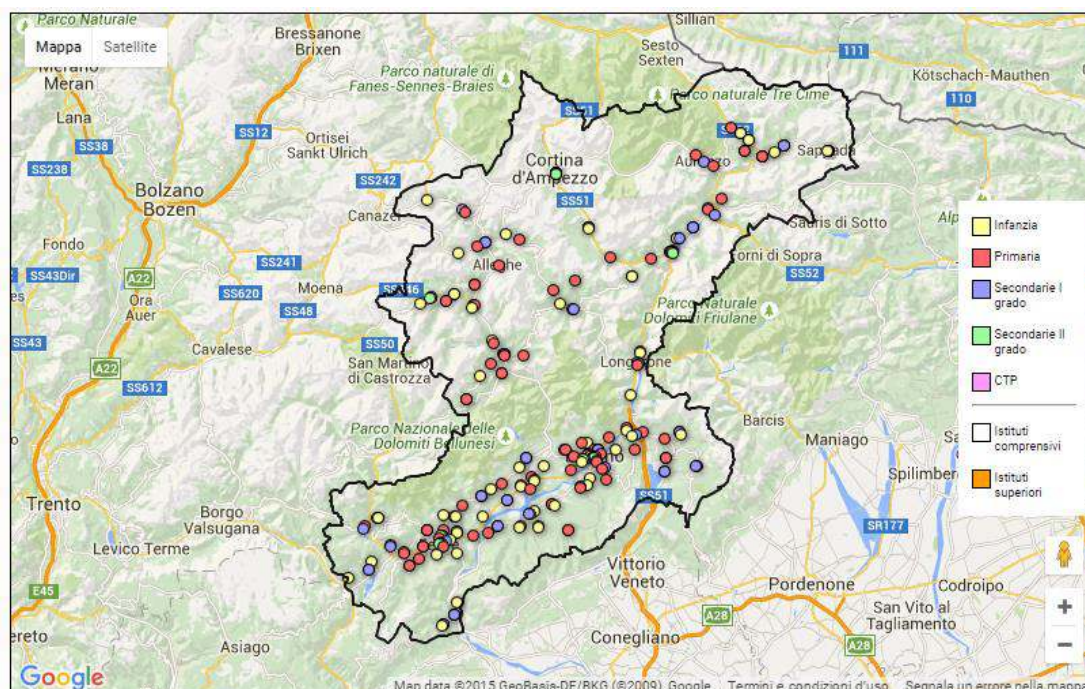 Parco Naturale
Mappa
Satellite
Merano
Meran
Lana
SS38
SS238
Bolzano
Bozen
Fondo
SS43Dir
A22
Ora
Auer
SS43
A22
SS612
Cavalese
Trento
E45
Levico Terme
Borgo
Valsugana
Asiago
Bressanone
Brixen
SS12
Ortisei
Sankt Ulrich
SS242
Canazei
SS241
SS620
Moena
SS48
SS50
San Martino
di Castrozza
Parco naturale di
Fanes-Sennes-Braies
Sillian
Sesto
Sexten
Parco naturale Tre Cime
SS51
Cortina
d'Ampezzo
SS51
Alleghe
Sappada
Sauris di Sotto
Forni di Sopra
SS52
111
Kötschach-Mauthen
110
Parco Naturale
Dolomiti Friulane
Longarone
Barcis
Maniago
Parco Nazionale delle
Dolomiti Bellunesi
SS51
Vittorio
Veneto
Conegliano
A28
Pordenone
SR177
Codroipo
San Vito al
Tagliamento
A28
Infanzia
Primaria
Secondarie I
grado
Secondarie II
grado
CTP
Istituti
comprensivi
Istituti
superiori
+
−
Google
Map data ©2015 GeoBasis-DE/BKG (©2009), Google
Termini e condizioni d'uso
Segnala un errore nella mappa